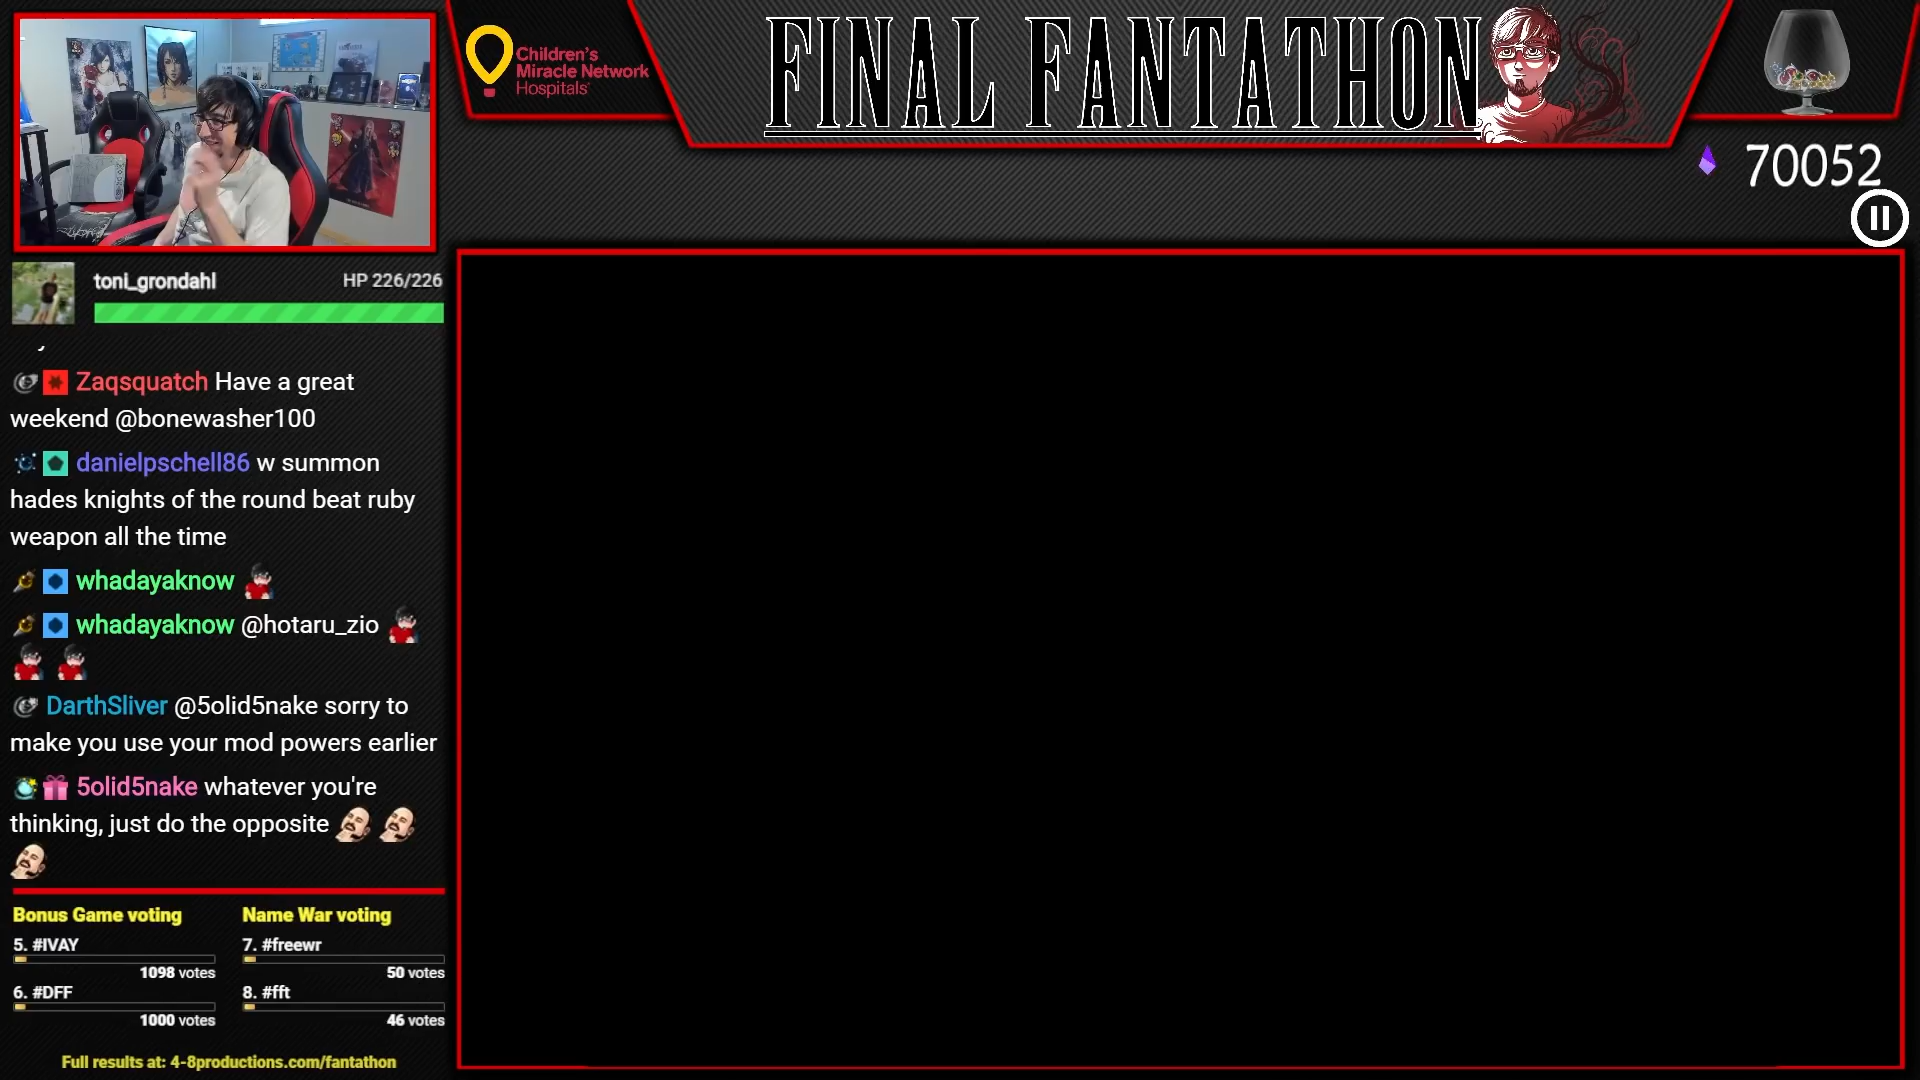 Children's
Miracle Network
Hospitals
FINAL FANTATHON
70052
toni_grondahl HP 226/226
Zaqsquatch Have a great
weekend @bonewasher100
danielpschell86 w summon
hades knights of the round beat ruby
weapon all the time
whadayaknow
whadayaknow @hotaru_zio
DarthSliver @5olid5nake sorry to
make you use your mod powers earlier
5olid5nake whatever you're
thinking, just do the opposite
Bonus Game voting
5. #IVAY
1098 votes
6. #DFF
1000 votes
Name War voting
7. #freewr
50 votes
8. #fft
46 votes
Full results at: 4-8productions.com/fantathon